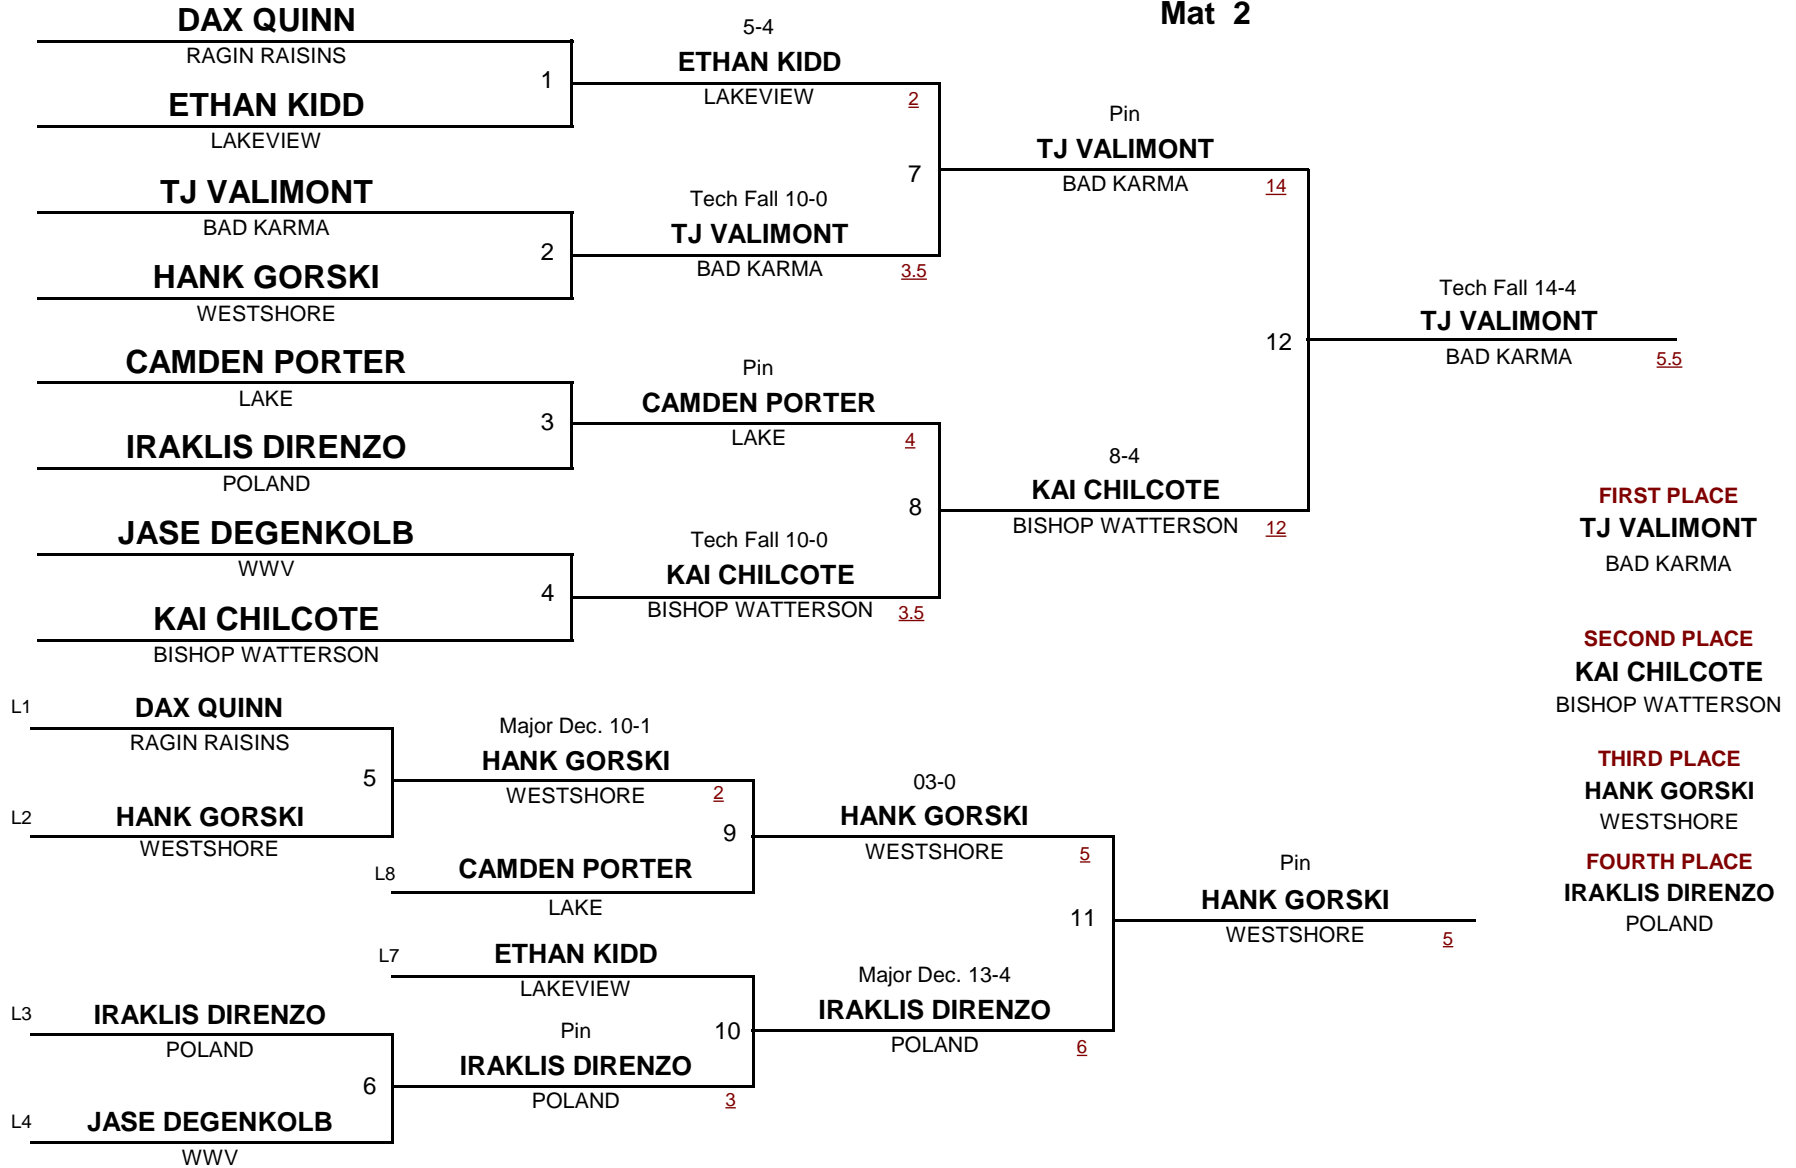 Mat 2
DAX QUINN
RAGIN RAISINS
1
ETHAN KIDD
LAKEVIEW
TJ VALIMONT
BAD KARMA
2
HANK GORSKI
WESTSHORE
CAMDEN PORTER
LAKE
3
IRAKLIS DIRENZO
POLAND
JASE DEGENKOLB
WWV
4
KAI CHILCOTE
BISHOP WATTERSON
5-4
ETHAN KIDD
LAKEVIEW 2
7
Tech Fall 10-0
TJ VALIMONT
BAD KARMA 3.5
Pin
CAMDEN PORTER
LAKE 4
8
Tech Fall 10-0
KAI CHILCOTE
BISHOP WATTERSON 3.5
Pin
TJ VALIMONT
BAD KARMA 14
12
8-4
KAI CHILCOTE
BISHOP WATTERSON 12
Tech Fall 14-4
TJ VALIMONT
BAD KARMA 5.5
FIRST PLACE
TJ VALIMONT
BAD KARMA
SECOND PLACE
KAI CHILCOTE
BISHOP WATTERSON
THIRD PLACE
HANK GORSKI
WESTSHORE
FOURTH PLACE
IRAKLIS DIRENZO
POLAND
L1 DAX QUINN
RAGIN RAISINS
5
L2 HANK GORSKI
WESTSHORE
L3 IRAKLIS DIRENZO
POLAND
6
L4 JASE DEGENKOLB
WWV
Major Dec. 10-1
HANK GORSKI
WESTSHORE 2
9
L8 CAMDEN PORTER
LAKE
L7 ETHAN KIDD
LAKEVIEW
10
Pin
IRAKLIS DIRENZO
POLAND 3
03-0
HANK GORSKI
WESTSHORE 5
11
Major Dec. 13-4
IRAKLIS DIRENZO
POLAND 6
Pin
HANK GORSKI
WESTSHORE 5